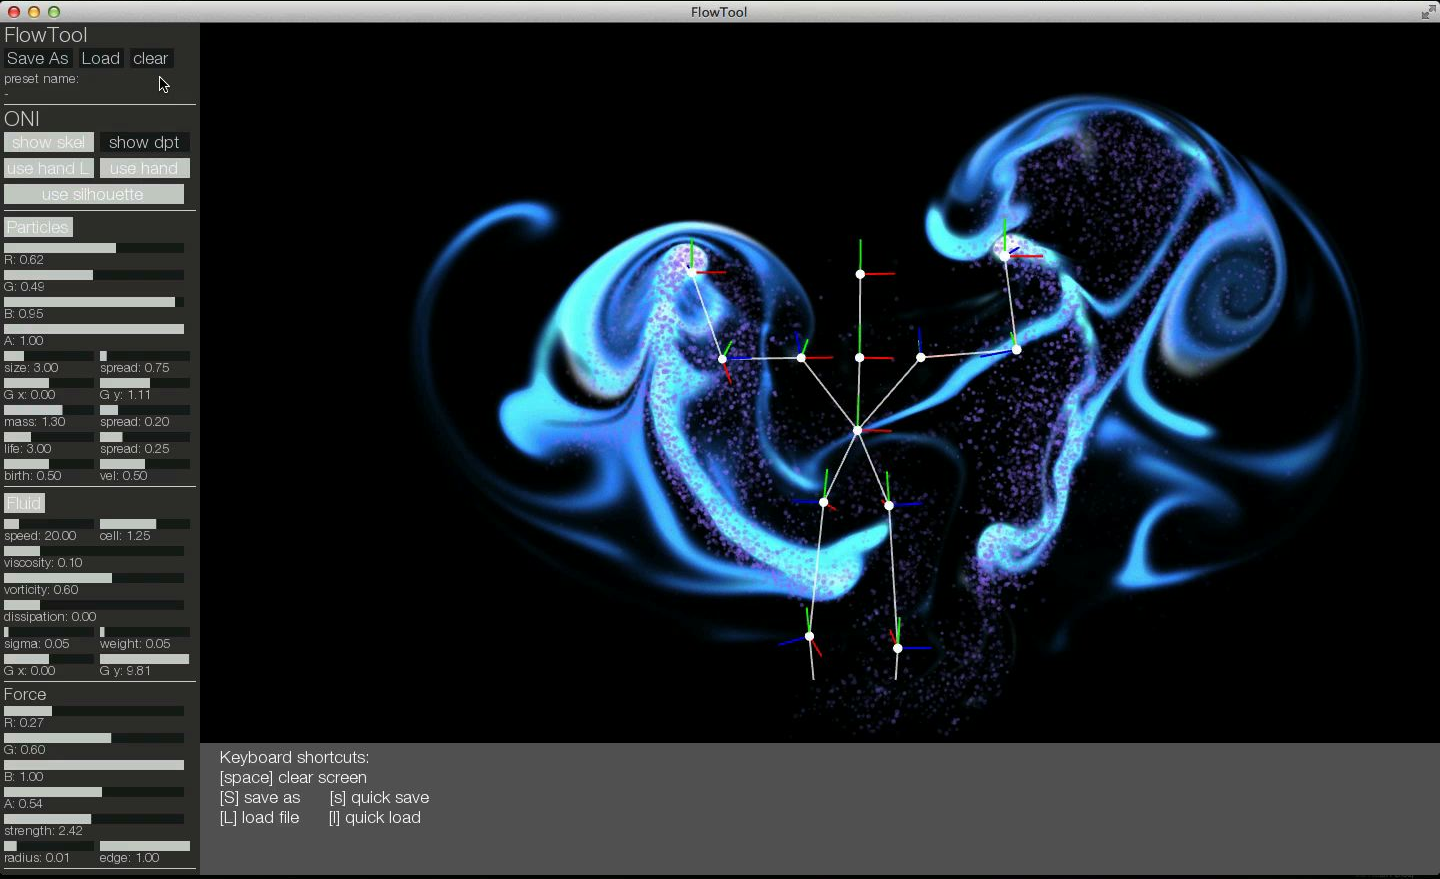 FlowTool
FlowTool
Save As Load clear
preset name:
-
ONI
show skel show dpt
use hand L use hand
use silhouette
Particles
R: 0.62
G: 0.49
B: 0.95
A: 1.00
size: 3.00 spread: 0.75
G x: 0.00 G y: 1.11
mass: 1.30 spread: 0.20
life: 3.00 spread: 0.25
birth: 0.50 vel: 0.50
Fluid
speed: 20.00 cell: 1.25
viscosity: 0.10
vorticity: 0.60
dissipation: 0.00
sigma: 0.05 weight: 0.05
G x: 0.00 G y: 9.81
Force
R: 0.27
G: 0.60
B: 1.00
A: 0.54
strength: 2.42
radius: 0.01 edge: 1.00
Keyboard shortcuts:
[space] clear screen
[S] save as [s] quick save
[L] load file [l] quick load